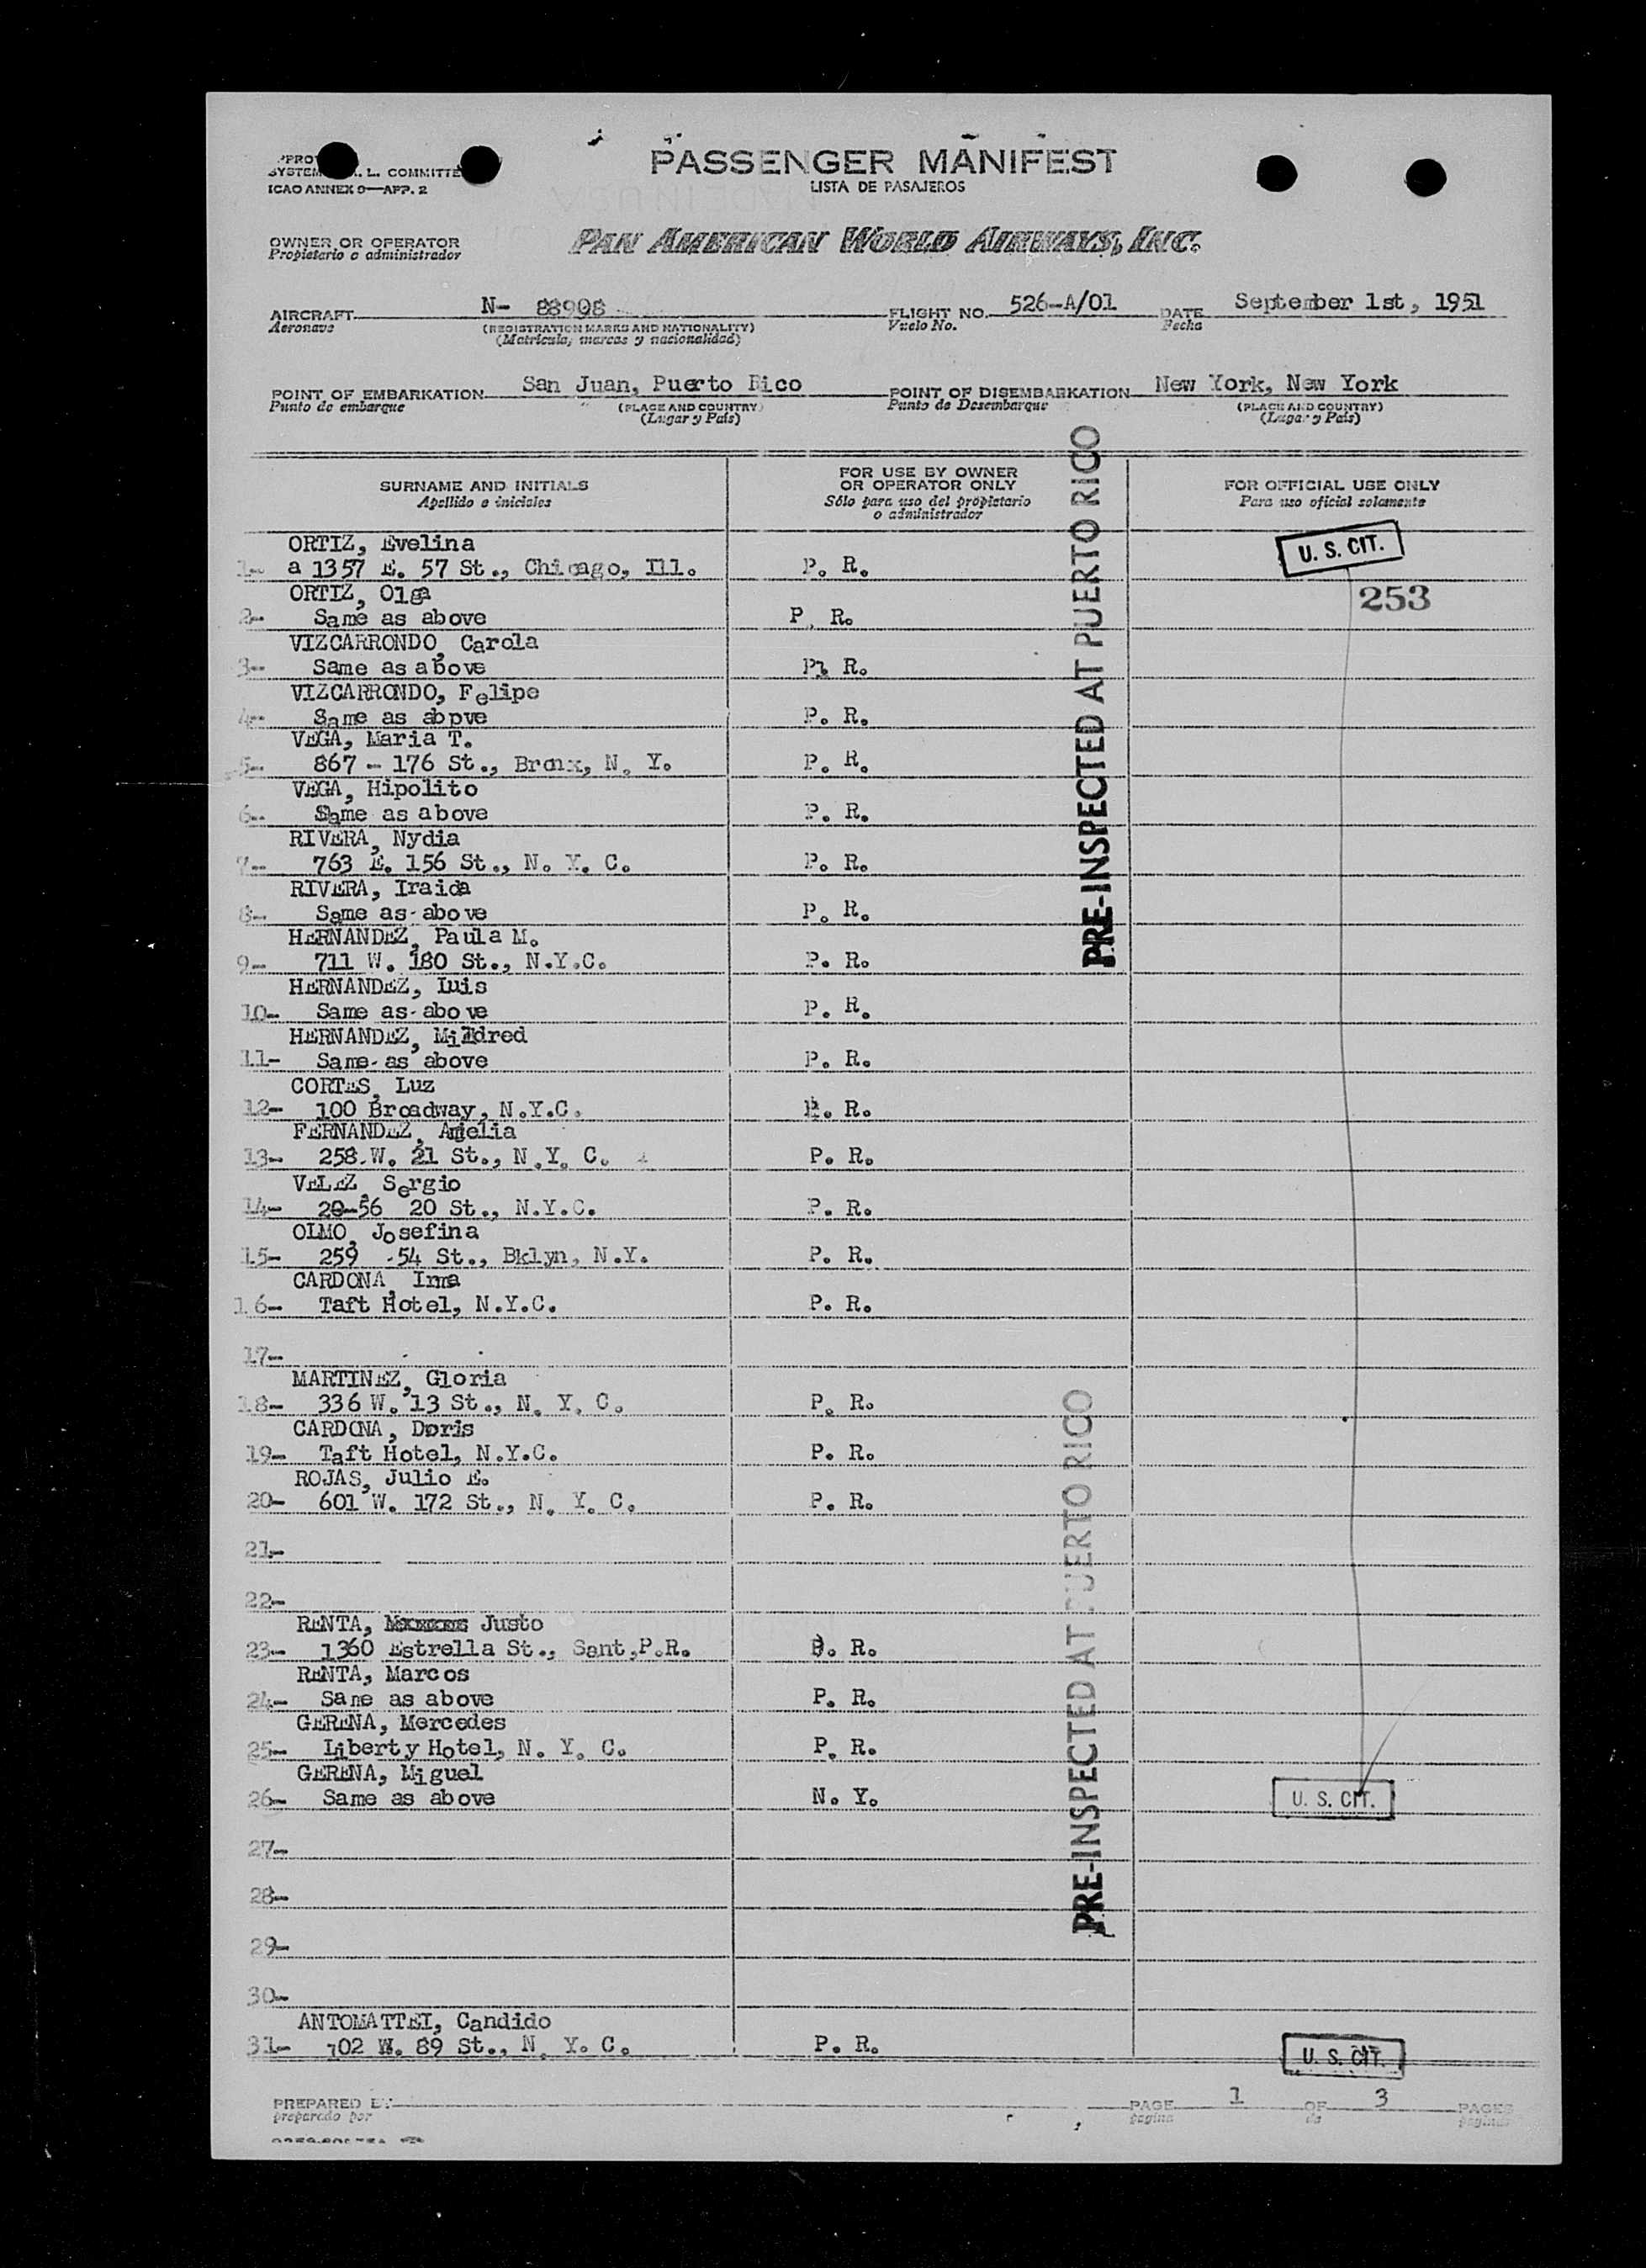 SYSTEM
L. COMMITTE
ICAO ANNEX 9—APP. 2
PASSENGER MANIFEST
LISTA DE PASAJEROS
OWNER OR OPERATOR
Propietario o administrador
PAN AMERICAN WORLD AIRWAYS, INC.
AIRCRAFT N- 88908 FLIGHT NO. 526-A/01 DATE September 1st, 1951
Aeronave (REGISTRATION MARKS AND NATIONALITY) Vuelo No. Fecha
(Matricula, marcas y nacionalidad)
POINT OF EMBARKATION San Juan, Puerto Rico POINT OF DISEMBARKATION New York, New York
Punto de embarque (PLACE AND COUNTRY) Punto de Desembarque (PLACE AND COUNTRY)
(Lugar y País) (Lugar y País)
SURNAME AND INITIALS
Apellido e iniciales
FOR USE BY OWNER
OR OPERATOR ONLY
Sólo para uso del propietario
o administrador
FOR OFFICIAL USE ONLY
Para uso oficial solamente
ORTIZ, Evelina
1- a 1357 E. 57 St., Chicago, Ill. P. R.
U. S. CIT.
ORTIZ, Olga
253
2- Same as above P. R.
VIZCARRONDO, Carola
3- Same as above P. R.
VIZCARRONDO, Felipe
4- Same as abpve P. R.
VEGA, Maria T.
5- 867 - 176 St., Bronx, N. Y. P. R.
VEGA, Hipolito
6- Same as above P. R.
RIVERA, Nydia
7- 763 E. 156 St., N. Y. C. P. R.
RIVERA, Iraida
8- Same as above P. R.
HERNANDEZ, Paula M.
9- 711 W. 180 St., N.Y.C. P. R.
HERNANDEZ, Luis
10- Same as above P. R.
HERNANDEZ, Mildred
11- Same as above P. R.
CORTES, Luz
12- 100 Broadway, N.Y.C. P. R.
FERNANDEZ, Amelia
13- 258 W. 21 St., N.Y. C. P. R.
VELEZ, Sergio
14- 20-56 20 St., N.Y.C. P. R.
OLMO, Josefina
15- 259 -54 St., Bklyn, N.Y. P. R.
CARDONA, Irma
16- Taft Hotel, N.Y.C. P. R.
17-
MARTINEZ, Gloria
18- 336 W. 13 St., N. Y. C. P. R.
CARDONA, Doris
19- Taft Hotel, N.Y.C. P. R.
ROJAS, Julio E.
20- 601 W. 172 St., N. Y. C. P. R.
21-
22-
RENTA, Justo
23- 1360 Estrella St., Sant.P.R. P. R.
RENTA, Marcos
24- Same as above P. R.
GERENA, Mercedes
25- Liberty Hotel, N. Y. C. P. R.
GERENA, Miguel
26- Same as above N. Y.
U. S. CIT.
27-
28-
29-
30-
ANTOMATTEI, Candido
31- 702 W. 89 St., N. Y. C. P. R.
U. S. CIT.
PRE-INSPECTED AT PUERTO RICO
PRE-INSPECTED AT PUERTO RICO
PREPARED BY PAGE 1 OF 3 PAGES
preparado por pagina de paginas